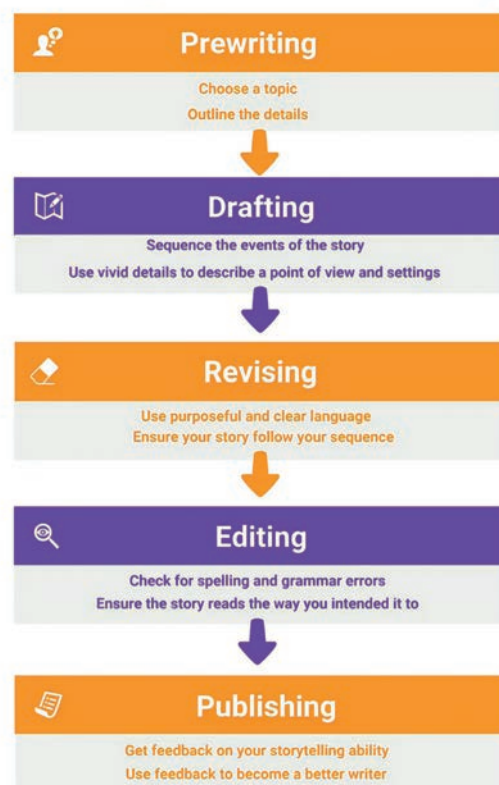 Prewriting
Choose a topic
Outline the details
Drafting
Sequence the events of the story
Use vivid details to describe a point of view and settings
Revising
Use purposeful and clear language
Ensure your story follow your sequence
Editing
Check for spelling and grammar errors
Ensure the story reads the way you intended it to
Publishing
Get feedback on your storytelling ability
Use feedback to become a better writer